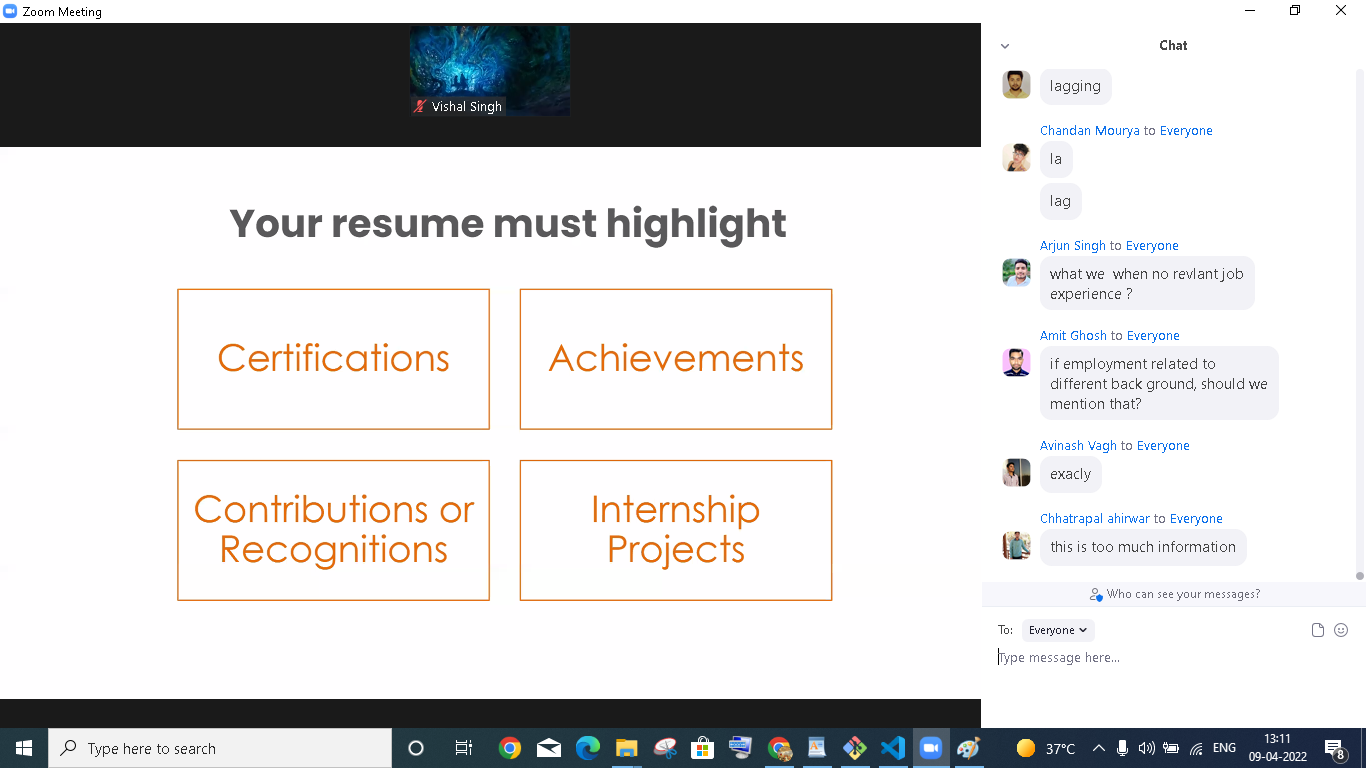 Zoom Meeting
Vishal Singh
Your resume must highlight
Certifications
Achievements
Contributions or
Recognitions
Internship
Projects
Chat
lagging
Chandan Mourya to Everyone
la
lag
Arjun Singh to Everyone
what we  when no revlant job
experience ?
Amit Ghosh to Everyone
if employment related to
different back ground, should we
mention that?
Avinash Vagh to Everyone
exacly
Chhatrapal ahirwar to Everyone
this is too much information
Who can see your messages?
To: Everyone
Type message here...
Type here to search
37°C
ENG
13:11
09-04-2022
8